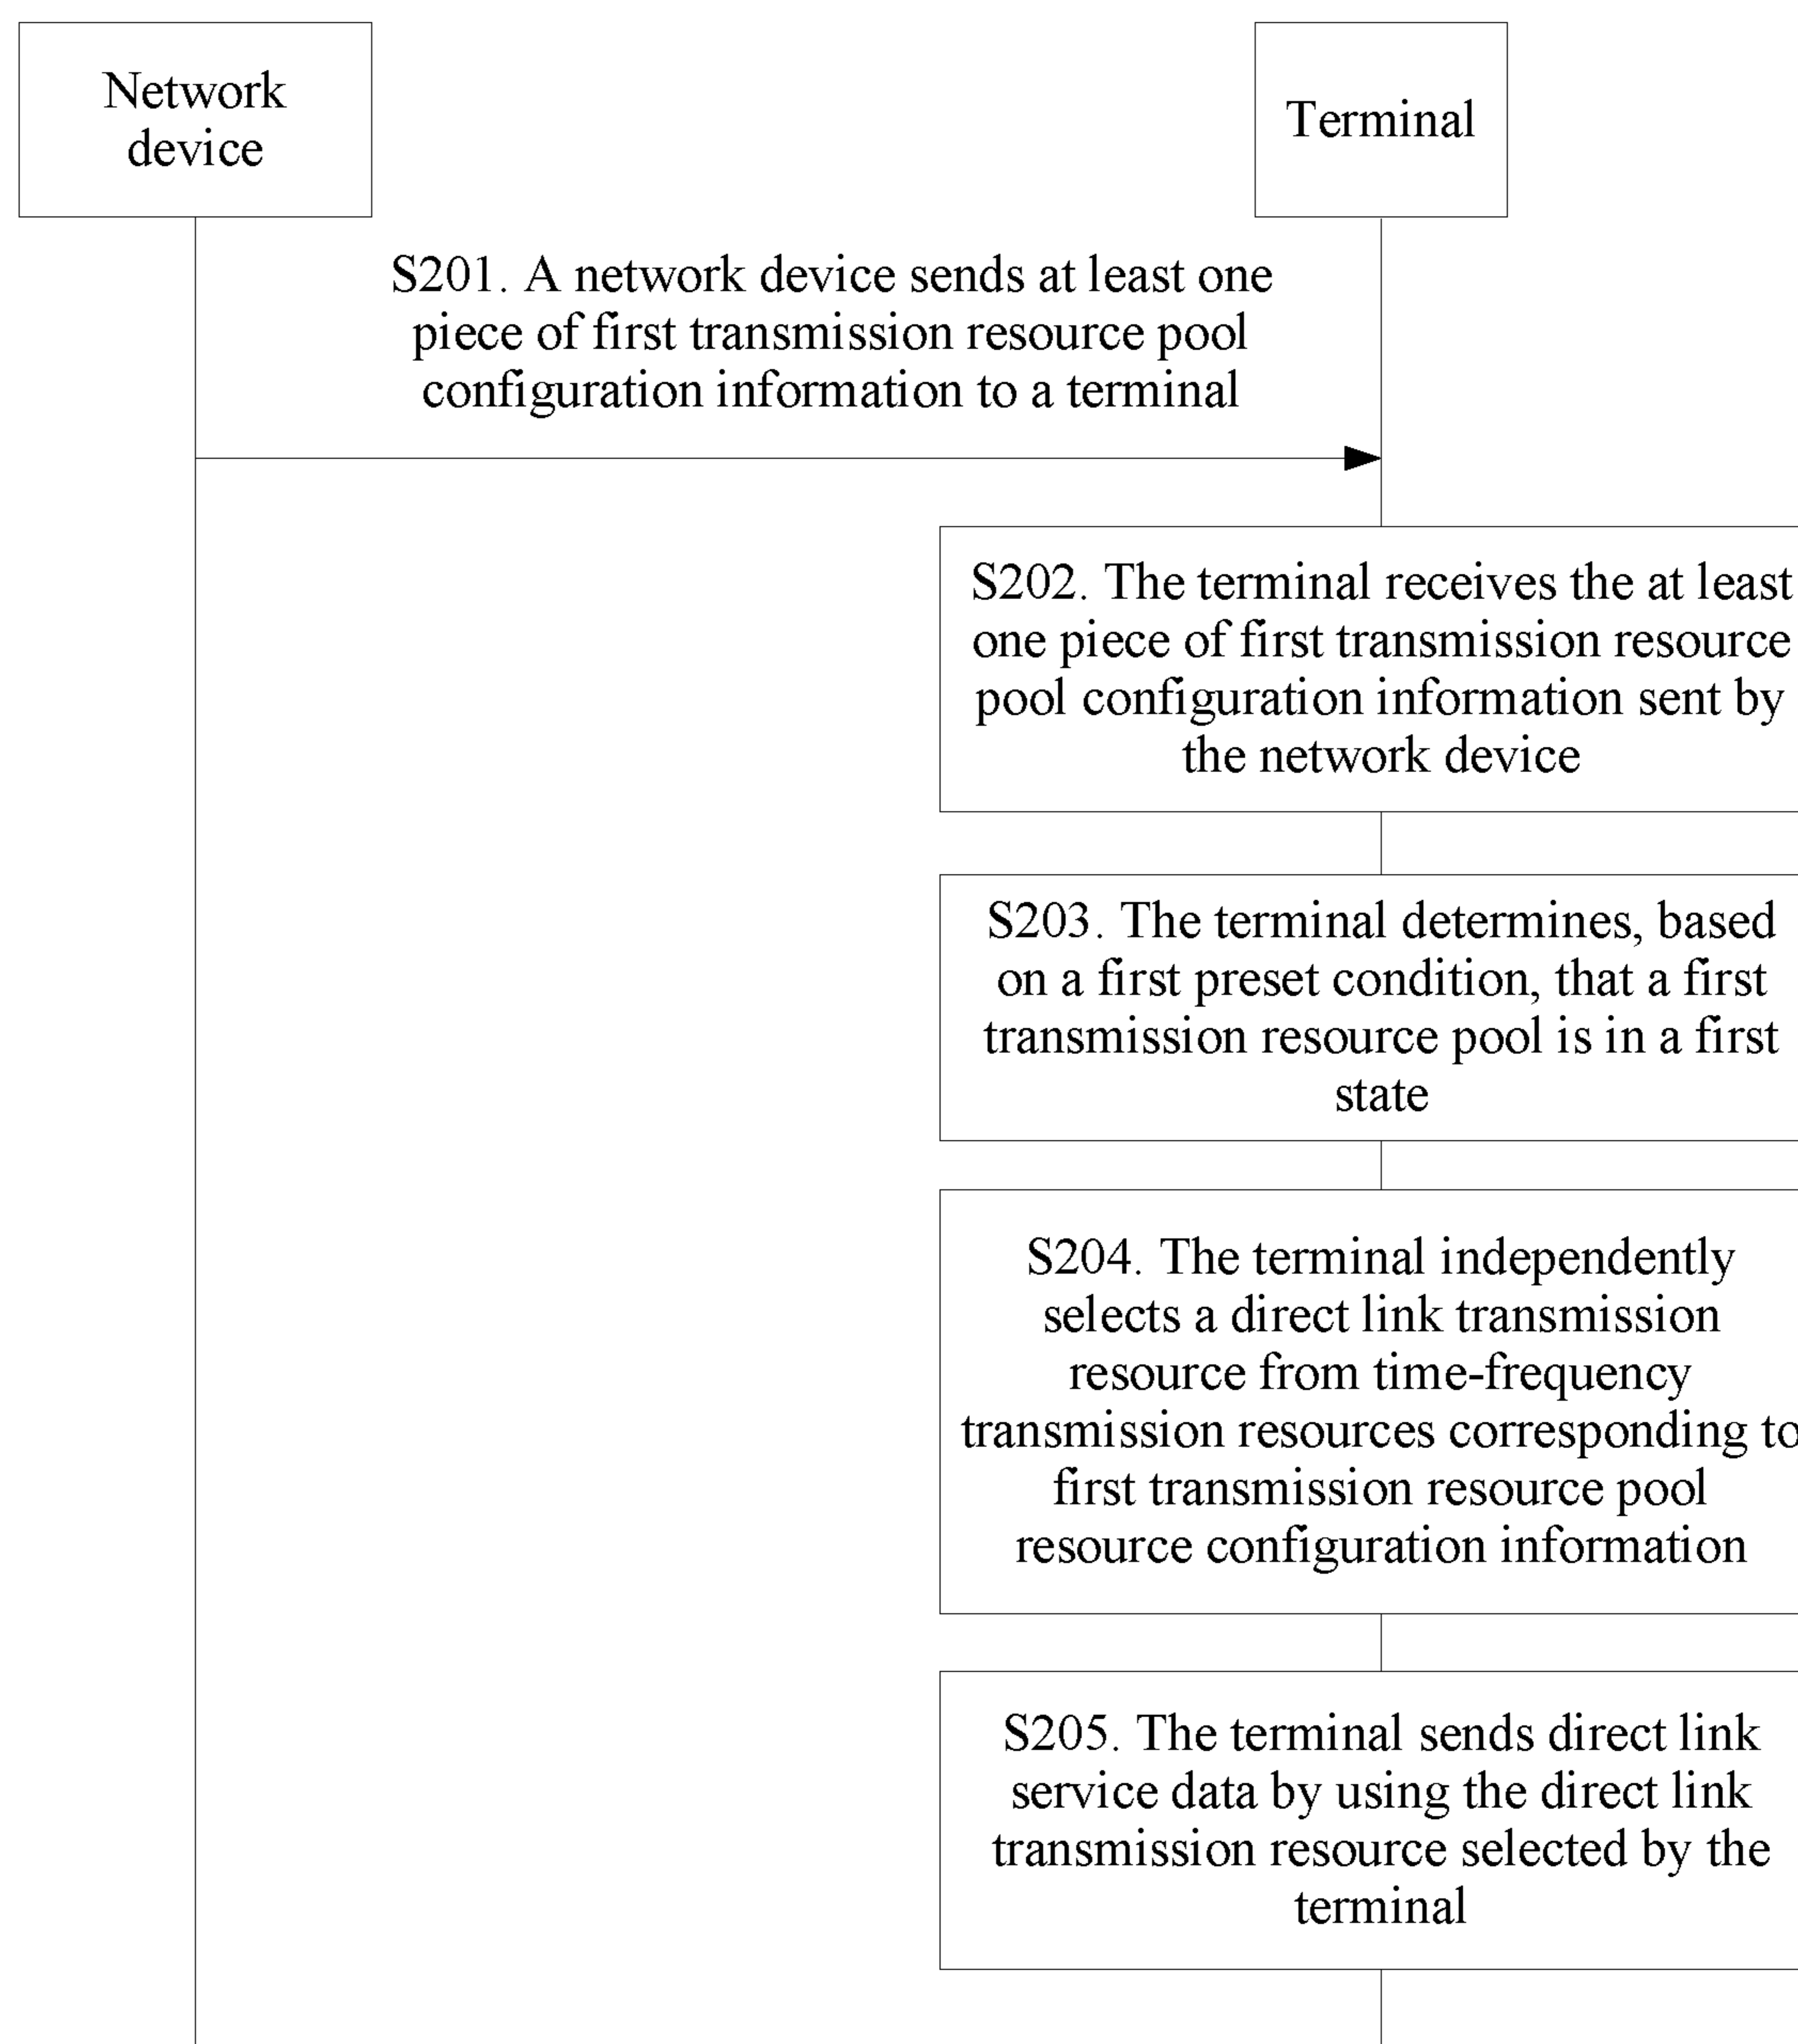 Network
device
Terminal
S201. A network device sends at least one
piece of first transmission resource pool
configuration information to a terminal
S202. The terminal receives the at least
one piece of first transmission resource
pool configuration information sent by
the network device
S203. The terminal determines, based
on a first preset condition, that a first
transmission resource pool is in a first
state
S204. The terminal independently
selects a direct link transmission
resource from time-frequency
transmission resources corresponding to
first transmission resource pool
resource configuration information
S205. The terminal sends direct link
service data by using the direct link
transmission resource selected by the
terminal